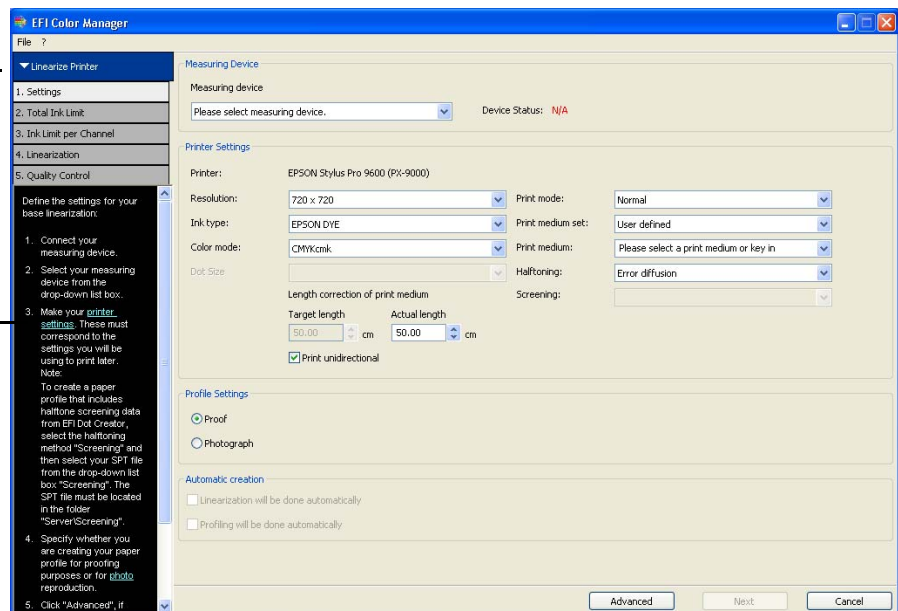 EFI Color Manager
File ?
Linearize Printer
1. Settings
2. Total Ink Limit
3. Ink Limit per Channel
4. Linearization
5. Quality Control
Define the settings for your
base linearization:
1. Connect your
measuring device.
2. Select your measuring
device from the
drop-down list box.
3. Make your printer
settings. These must
correspond to the
settings you will be
using to print later.
Note:
To create a paper
profile that includes
halftone screening data
from EFI Dot Creator,
select the halftoning
method "Screening" and
then select your SPT file
from the drop-down list
box "Screening". The
SPT file must be located
in the folder
"Server\Screening".
4. Specify whether you
are creating your paper
profile for proofing
purposes or for photo
reproduction.
5. Click "Advanced", if
Measuring Device
Measuring device
Please select measuring device.
Device Status: N/A
Printer Settings
Printer: EPSON Stylus Pro 9600 (PX-9000)
Resolution: 720 x 720 Print mode: Normal
Ink type: EPSON DYE Print medium set: User defined
Color mode: CMYKcmk Print medium: Please select a print medium or key in
Dot Size Halftoning: Error diffusion
Length correction of print medium Screening:
Target length Actual length
50.00 cm 50.00 cm
Print unidirectional
Profile Settings
Proof
Photograph
Automatic creation
Linearization will be done automatically
Profiling will be done automatically
Advanced Next Cancel